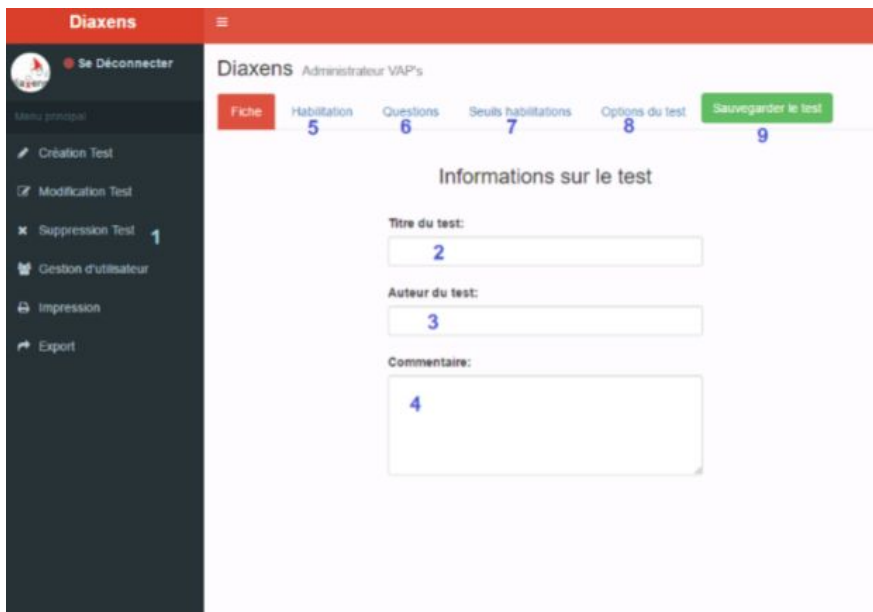 Diaxens
Se Déconnecter
Menu principal
Création Test
Modification Test
Suppression Test 1
Gestion d'utilisateur
Impression
Export
Diaxens Administrateur VAP's
Fiche Habilitation Questions Seuils habilitations Options du test Sauvegarder le test
5 6 7 8 9
Informations sur le test
Titre du test:
2
Auteur du test:
3
Commentaire:
4